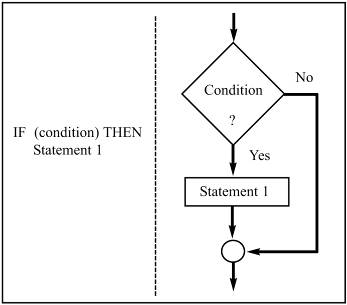 IF (condition) THEN
Statement 1
Condition
?
No
Yes
Statement 1